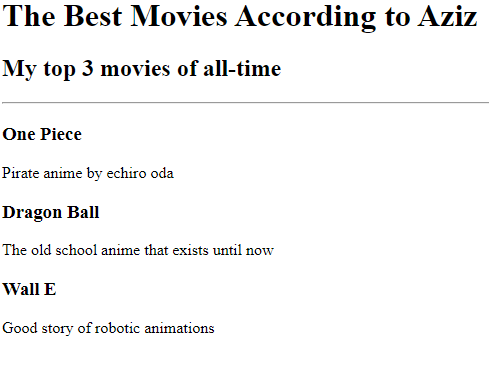 The Best Movies According to Aziz
My top 3 movies of all-time
One Piece
Pirate anime by echiro oda
Dragon Ball
The old school anime that exists until now
Wall E
Good story of robotic animations